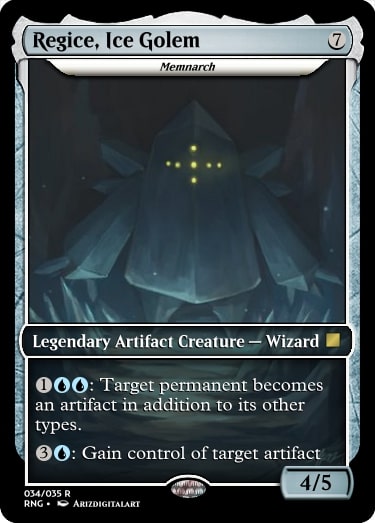 Regice, Ice Golem 7
Memnarch
Legendary Artifact Creature — Wizard
1UU: Target permanent becomes
an artifact in addition to its other
types.
3U: Gain control of target artifact
4/5
034/035 R
RNG • Arizdigitalart